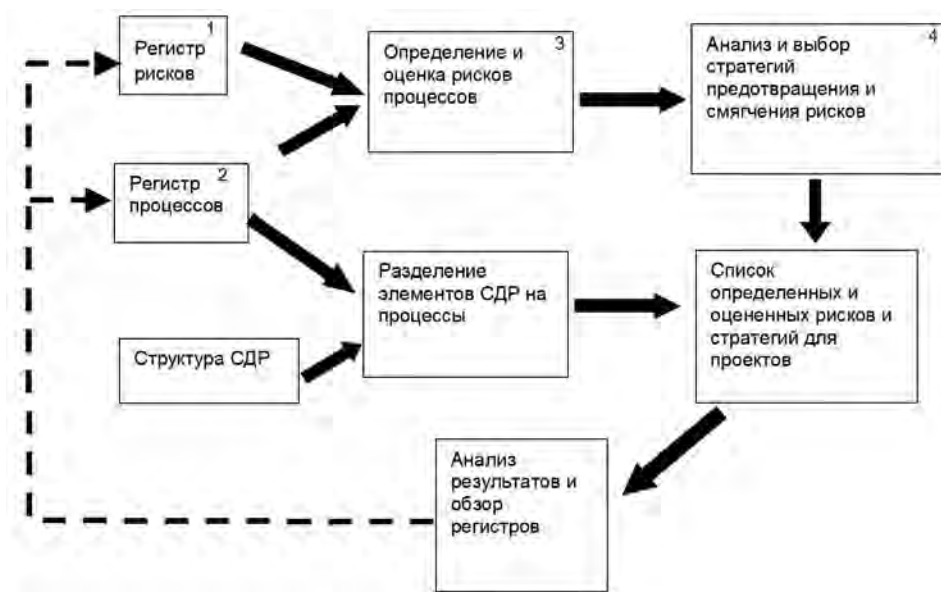 1
Регистр
рисков
3
Определение и
оценка рисков
процессов
4
Анализ и выбор
стратегий
предотвращения и
смягчения рисков
2
Регистр
процессов
Разделение
элементов СДР на
процессы
Список
определенных и
оцененных рисков и
стратегий для
проектов
Структура СДР
Анализ
результатов и
обзор
регистров